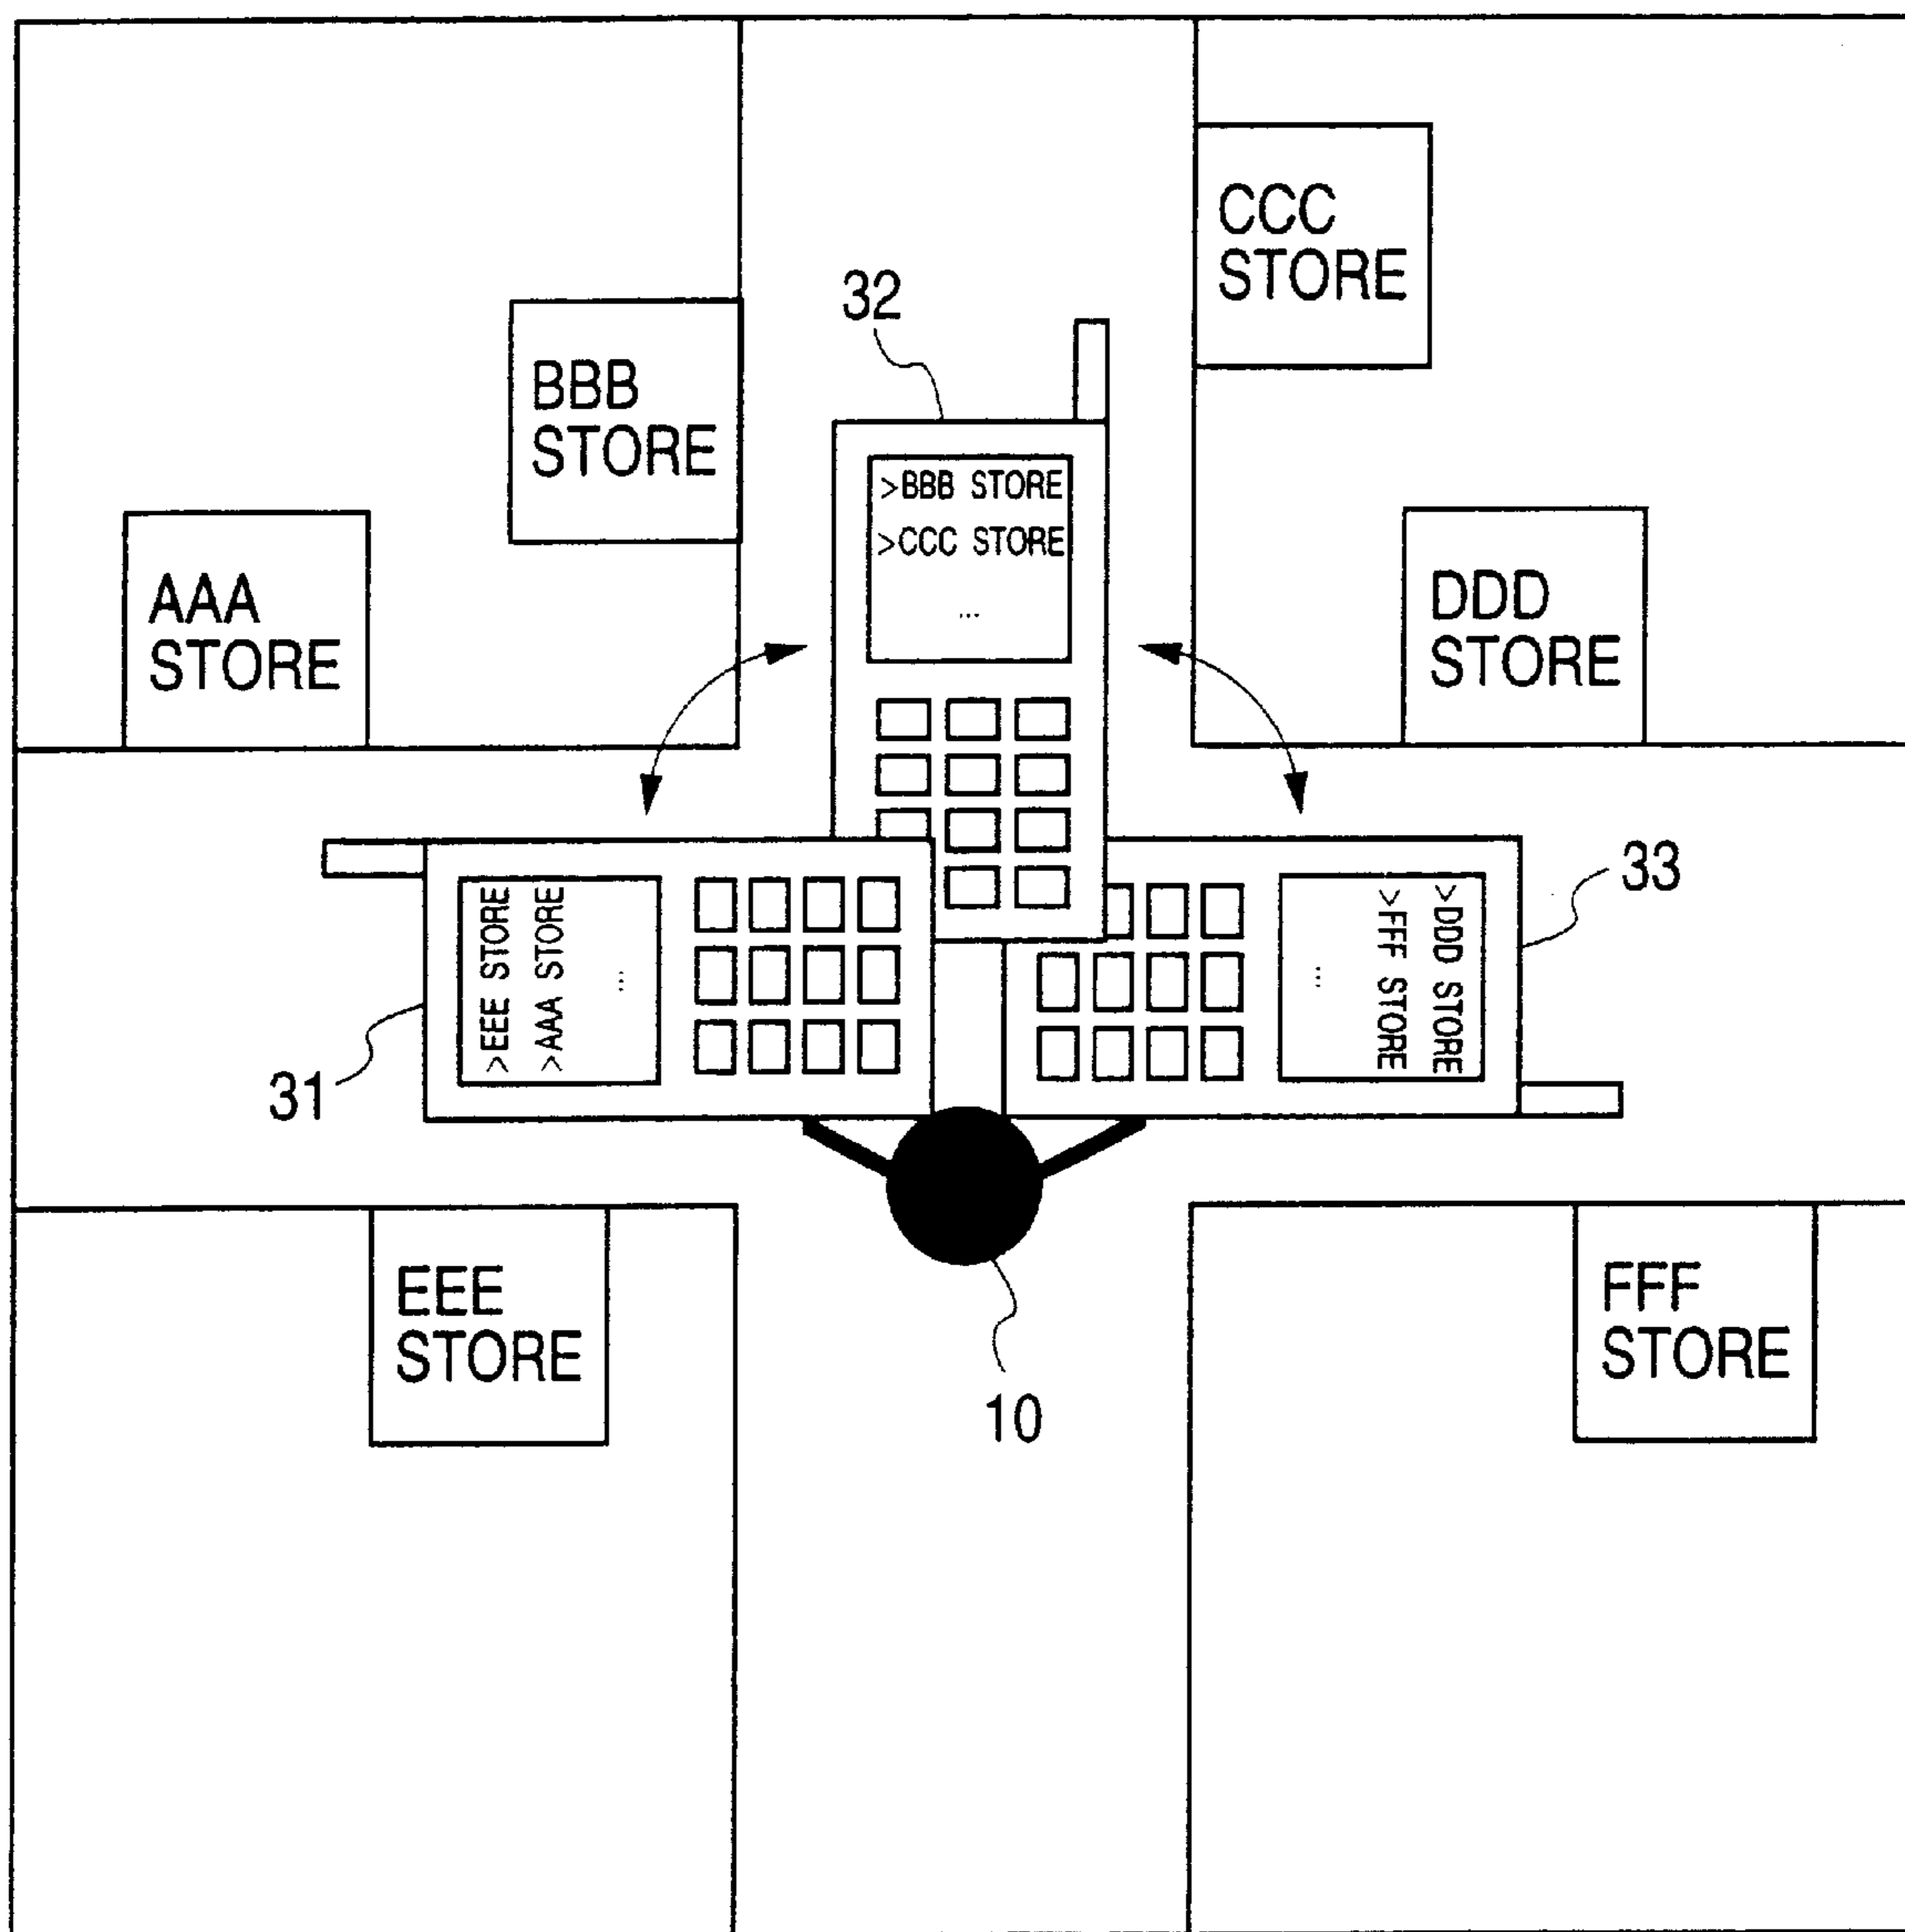 CCC
STORE
32
BBB
STORE
>BBB STORE
>CCC STORE
...
AAA
STORE
DDD
STORE
33
>EEE STORE
>AAA STORE
...
>DDD STORE
>FFF STORE
...
31
EEE
STORE
FFF
STORE
10